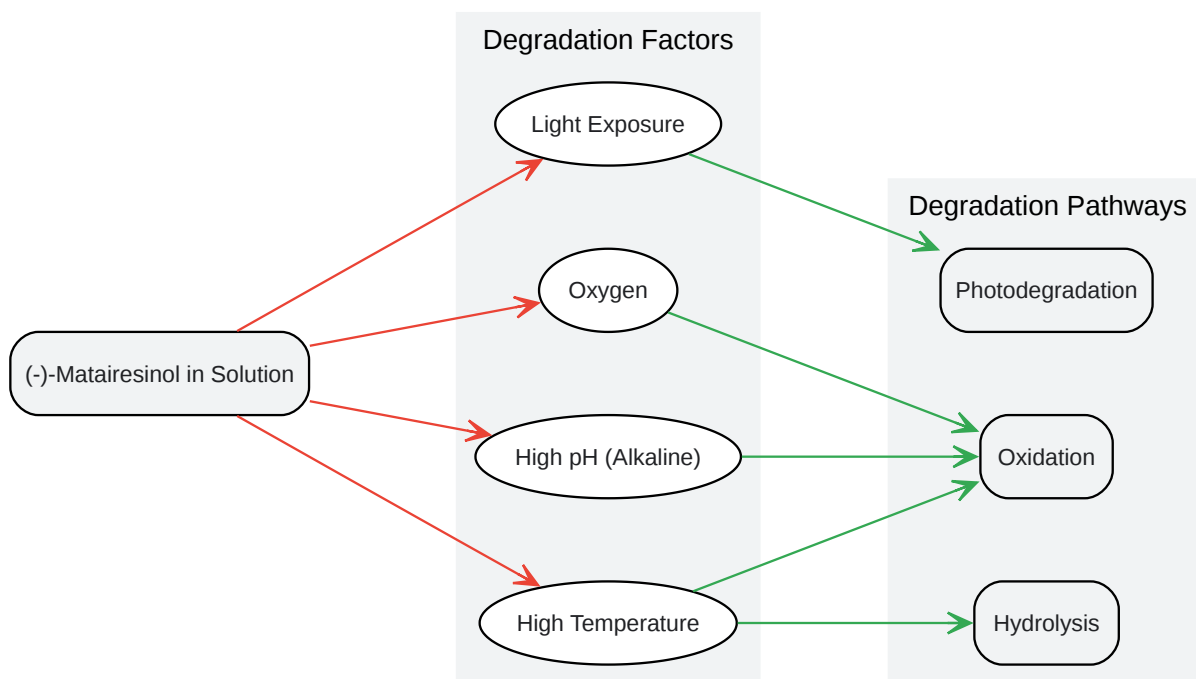 Degradation Factors
Light Exposure
Degradation Pathways
Oxygen
Photodegradation
(-)-Matairesinol in Solution
High pH (Alkaline)
Oxidation
High Temperature
Hydrolysis